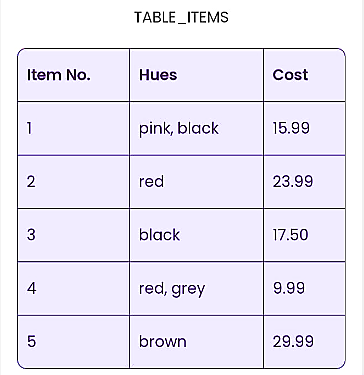 TABLE_ITEMS
Item No. Hues Cost
1 pink, black 15.99
2 red 23.99
3 black 17.50
4 red, grey 9.99
5 brown 29.99